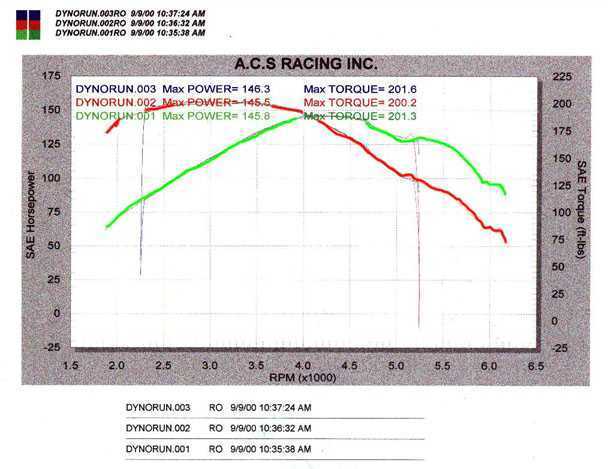 DYNORUN.003RO 9/9/00 10:37:24 AM
DYNORUN.002RO 9/9/00 10:36:32 AM
DYNORUN.001RO 9/9/00 10:35:38 AM
A.C.S RACING INC.
DYNORUN.003 Max POWER= 146.3 Max TORQUE= 201.6
DYNORUN.002 Max POWER= 145.5 Max TORQUE= 200.2
DYNORUN.001 Max POWER= 145.8 Max TORQUE= 201.3
SAE Horsepower
175
150
125
100
75
50
25
0
-25
SAE Torque (ft-lbs)
225
200
175
150
125
100
75
50
25
0
-25
1.5 2.0 2.5 3.0 3.5 4.0 4.5 5.0 5.5 6.0 6.5
RPM (x1000)
DYNORUN.003 RO 9/9/00 10:37:24 AM
DYNORUN.002 RO 9/9/00 10:36:32 AM
DYNORUN.001 RO 9/9/00 10:35:38 AM